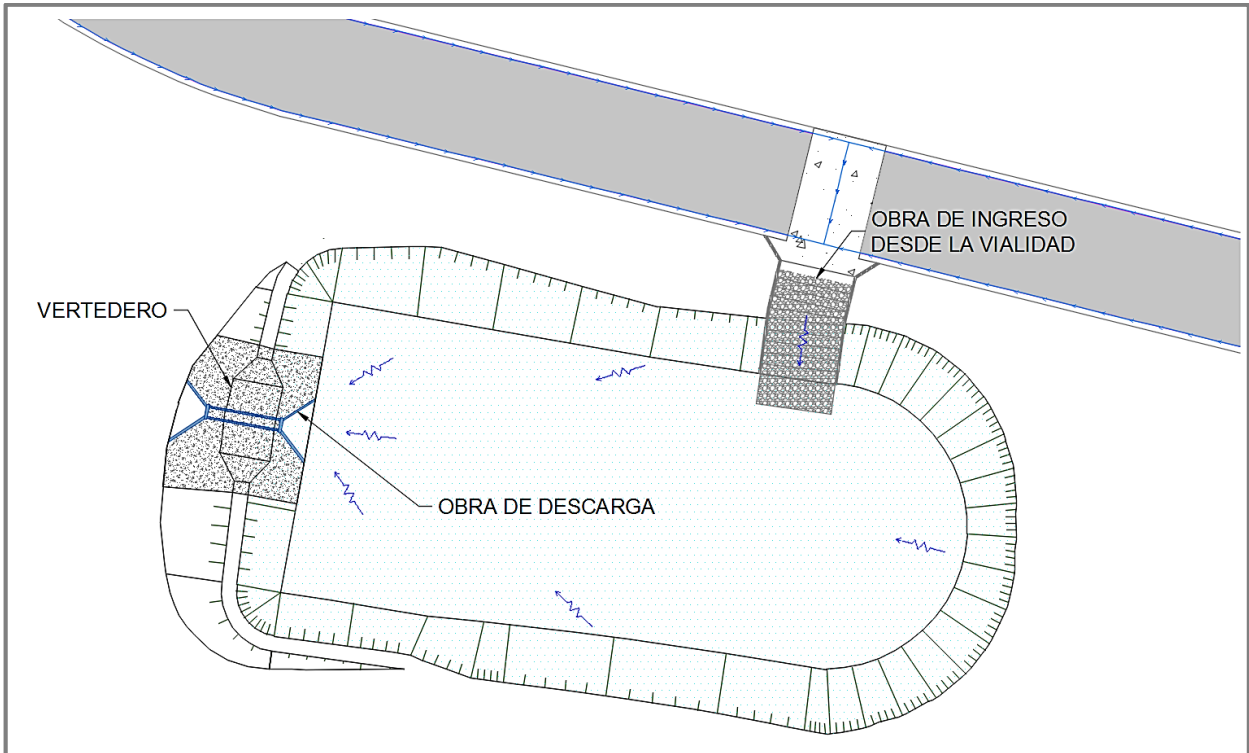 OBRA DE INGRESO
DESDE LA VIALIDAD
VERTEDERO
OBRA DE DESCARGA